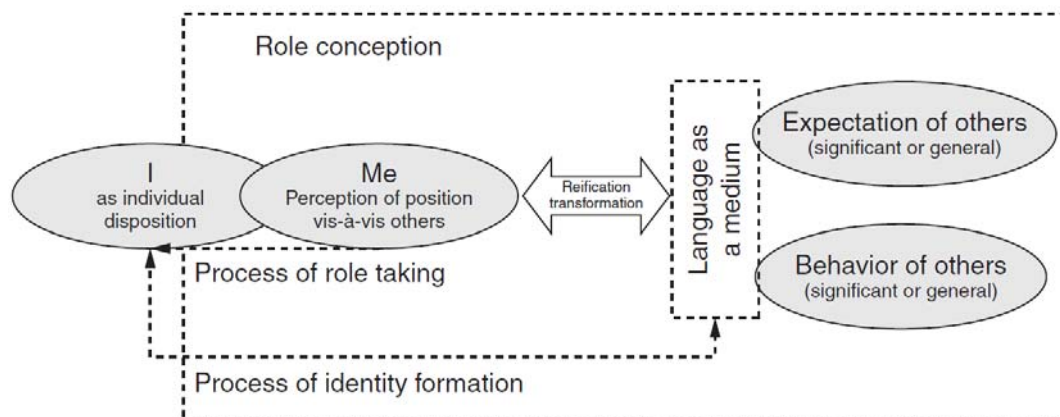 Role conception
I
as individual
disposition
Me
Perception of position
vis-à-vis others
Reification
transformation
Language as
a medium
Expectation of others
(significant or general)
Behavior of others
(significant or general)
Process of role taking
Process of identity formation